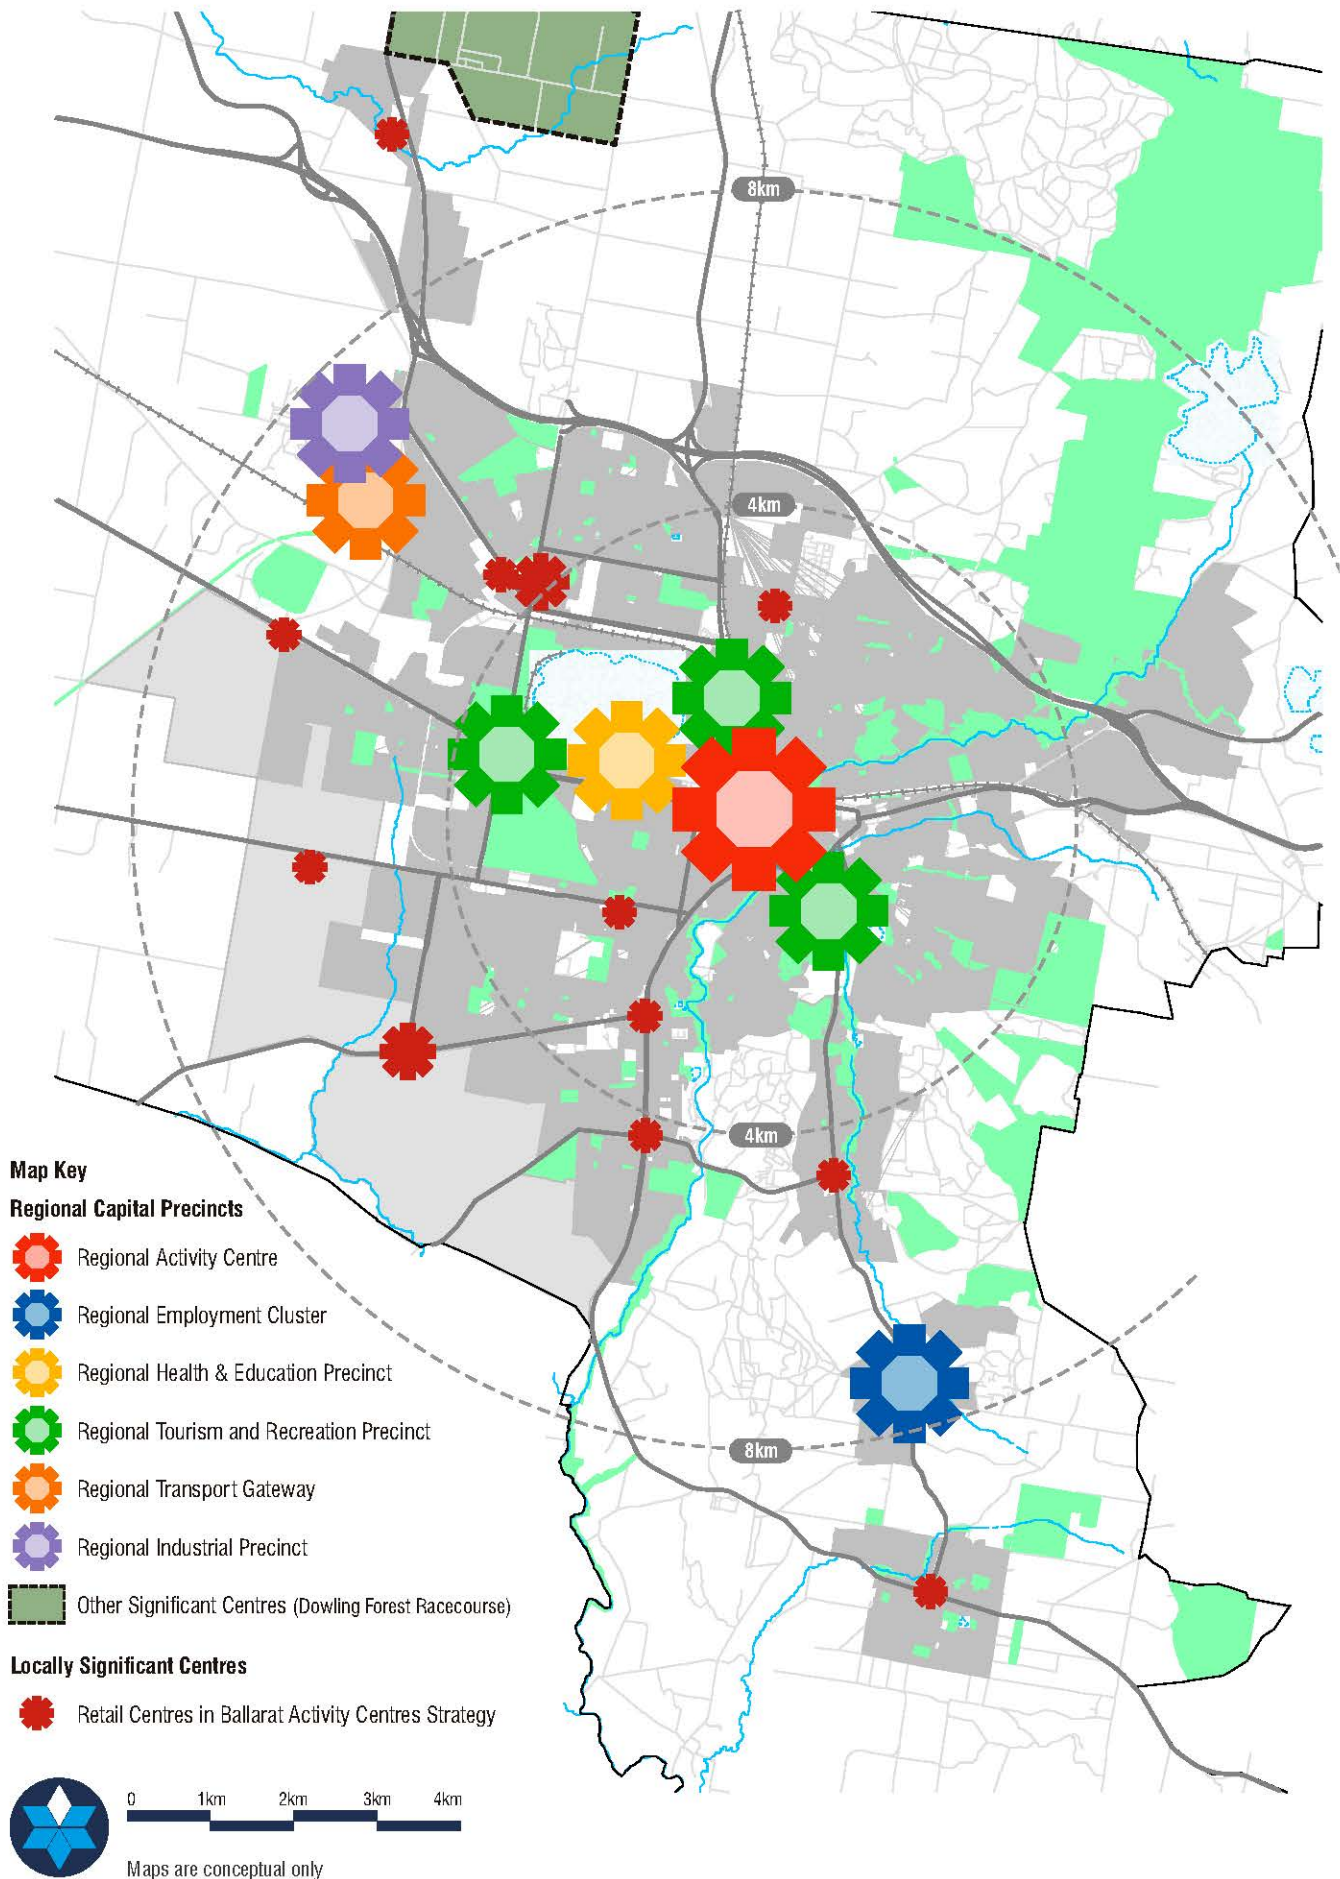 8km
4km
4km
8km
Map Key
Regional Capital Precincts
Regional Activity Centre
Regional Employment Cluster
Regional Health & Education Precinct
Regional Tourism and Recreation Precinct
Regional Transport Gateway
Regional Industrial Precinct
Other Significant Centres (Dowling Forest Racecourse)
Locally Significant Centres
Retail Centres in Ballarat Activity Centres Strategy
0 1km 2km 3km 4km
Maps are conceptual only